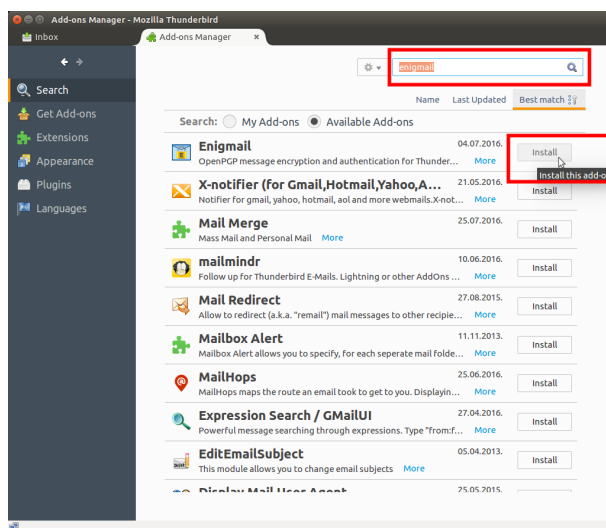 Add-ons Manager - Mozilla Thunderbird
Inbox
Add-ons Manager
enigmail
Search
Get Add-ons
Extensions
Appearance
Plugins
Languages
Name Last Updated Best match
Search: My Add-ons Available Add-ons
Enigmail 04.07.2016.
OpenPGP message encryption and authentication for Thunder... More
Install
Install this add-o
X-notifier (for Gmail,Hotmail,Yahoo,A... 21.05.2016.
Notifier for gmail, yahoo, hotmail, aol and more webmails.X-not... More
Install
Mail Merge 25.07.2016.
Mass Mail and Personal Mail More
Install
mailmindr 10.06.2016.
Follow up for Thunderbird E-Mails. Lightning or other AddOns ... More
Install
Mail Redirect 27.08.2015.
Allow to redirect (a.k.a. "remail") mail messages to other recipie... More
Install
Mailbox Alert 11.11.2013.
Mailbox Alert allows you to specify, for each seperate mail folde... More
Install
MailHops 25.06.2016.
MailHops maps the route an email took to get to you. Displayin... More
Install
Expression Search / GMailUI 27.04.2016.
Powerful message searching through expressions. Type "from:f... More
Install
EditEmailSubject 05.04.2013.
This module allows you to change email subjects More
Install
Display Mail User Agent 25.05.2015.